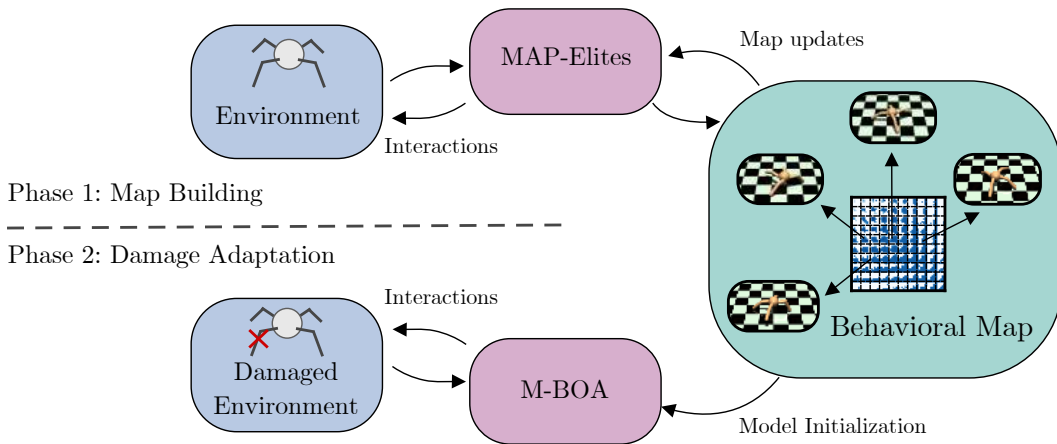 MAP-Elites
Map updates
Environment
Interactions
Phase 1: Map Building
Phase 2: Damage Adaptation
Interactions
Behavioral Map
Damaged
Environment
M-BOA
Model Initialization